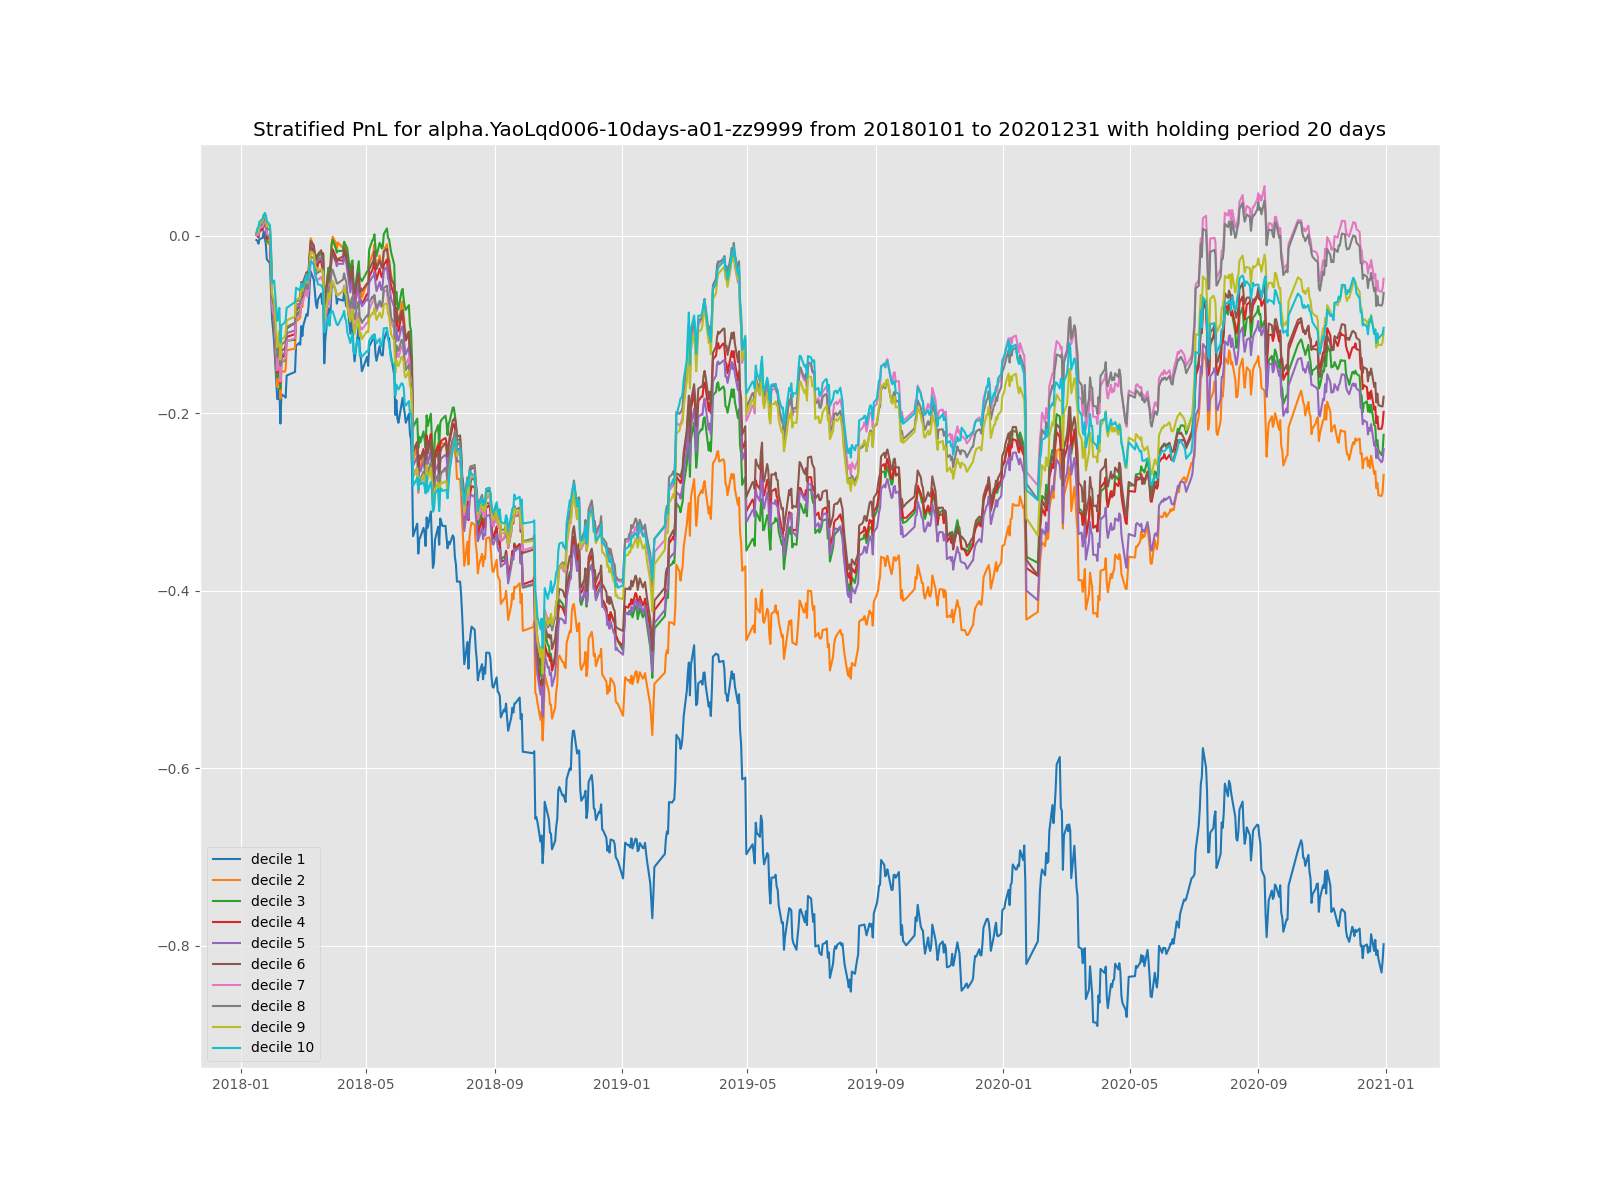 Stratified PnL for alpha.YaoLqd006-10days-a01-zz9999 from 20180101 to 20201231 with holding period 20 days
0.0
−0.2
−0.4
−0.6
−0.8
decile 1
decile 2
decile 3
decile 4
decile 5
decile 6
decile 7
decile 8
decile 9
decile 10
2018-01 2018-05 2018-09 2019-01 2019-05 2019-09 2020-01 2020-05 2020-09 2021-01